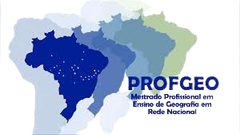 PROFGEO
Mestrado Profissional em
Ensino de Geografia em
Rede Nacional